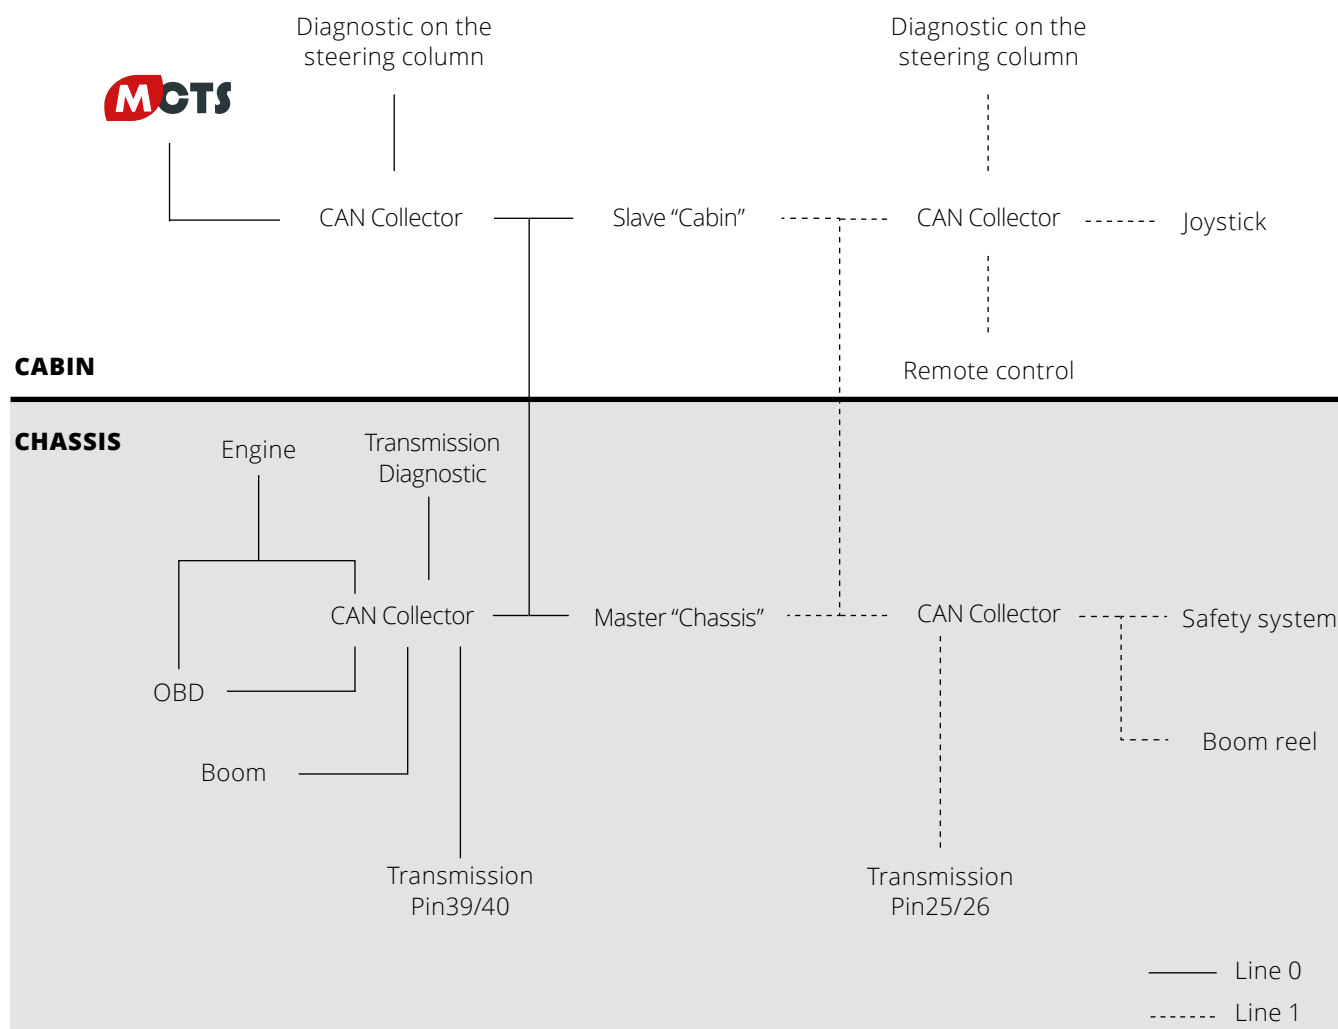 Diagnostic on the
steering column
Diagnostic on the
steering column
MCTS
CAN Collector
Slave “Cabin”
CAN Collector
Joystick
Remote control
CABIN
CHASSIS
Engine
Transmission
Diagnostic
CAN Collector
Master “Chassis”
CAN Collector
Safety system
OBD
Boom reel
Boom
Transmission
Pin39/40
Transmission
Pin25/26
Line 0
Line 1